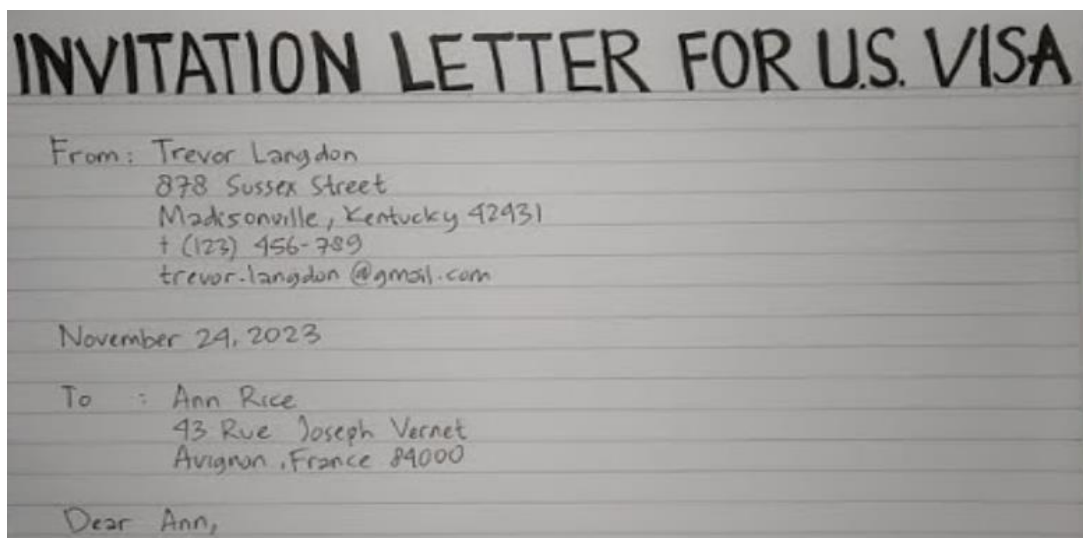 INVITATION LETTER FOR U.S. VISA
From: Trevor Langdon
878 Sussex Street
Madisonville, Kentucky 42431
+ (123) 456-789
trevor.langdon@gmail.com
November 24, 2023
To : Ann Rice
43 Rue Joseph Vernet
Avignon, France 84000
Dear Ann,